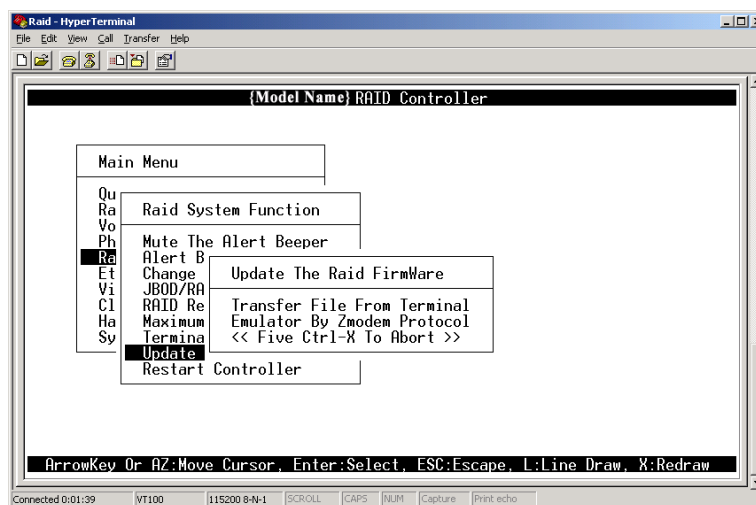 Raid - HyperTerminal
File Edit View Call Transfer Help
{Model Name} RAID Controller
Main Menu
Qu
Ra
Vo
Ph
Ra
Et
Vi
Cl
Ha
Sy
Raid System Function
Mute The Alert Beeper
Alert B
Change
JBOD/RA
RAID Re
Maximum
Termina
Update
Restart Controller
Update The Raid FirmWare
Transfer File From Terminal
Emulator By Zmodem Protocol
<< Five Ctrl-X To Abort >>
ArrowKey Or AZ:Move Cursor, Enter:Select, ESC:Escape, L:Line Draw, X:Redraw
Connected 0:01:39 VT100 115200 8-N-1 SCROLL CAPS NUM Capture Print echo